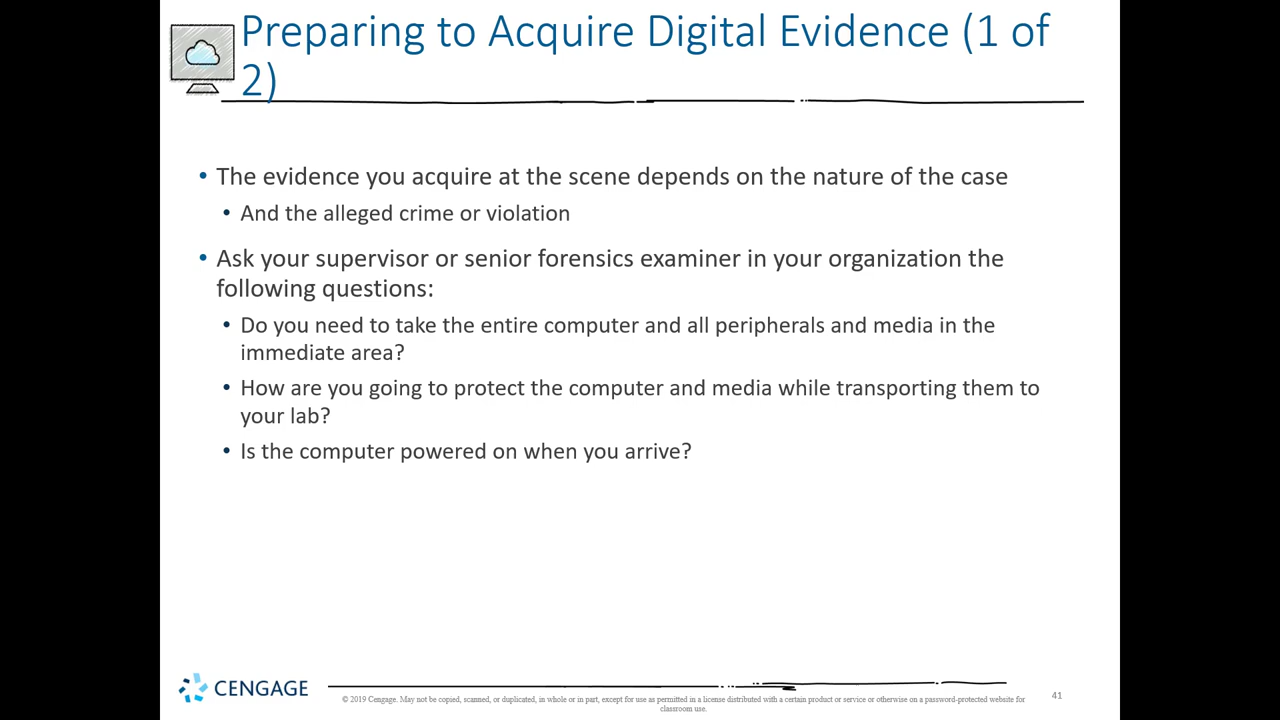 Preparing to Acquire Digital Evidence (1 of
2)
• The evidence you acquire at the scene depends on the nature of the case
• And the alleged crime or violation
• Ask your supervisor or senior forensics examiner in your organization the
following questions:
• Do you need to take the entire computer and all peripherals and media in the
immediate area?
• How are you going to protect the computer and media while transporting them to
your lab?
• Is the computer powered on when you arrive?
CENGAGE
© 2019 Cengage. May not be copied, scanned, or duplicated, in whole or in part, except for use as permitted in a license distributed with a certain product or service or otherwise on a password-protected website for
classroom use.
41